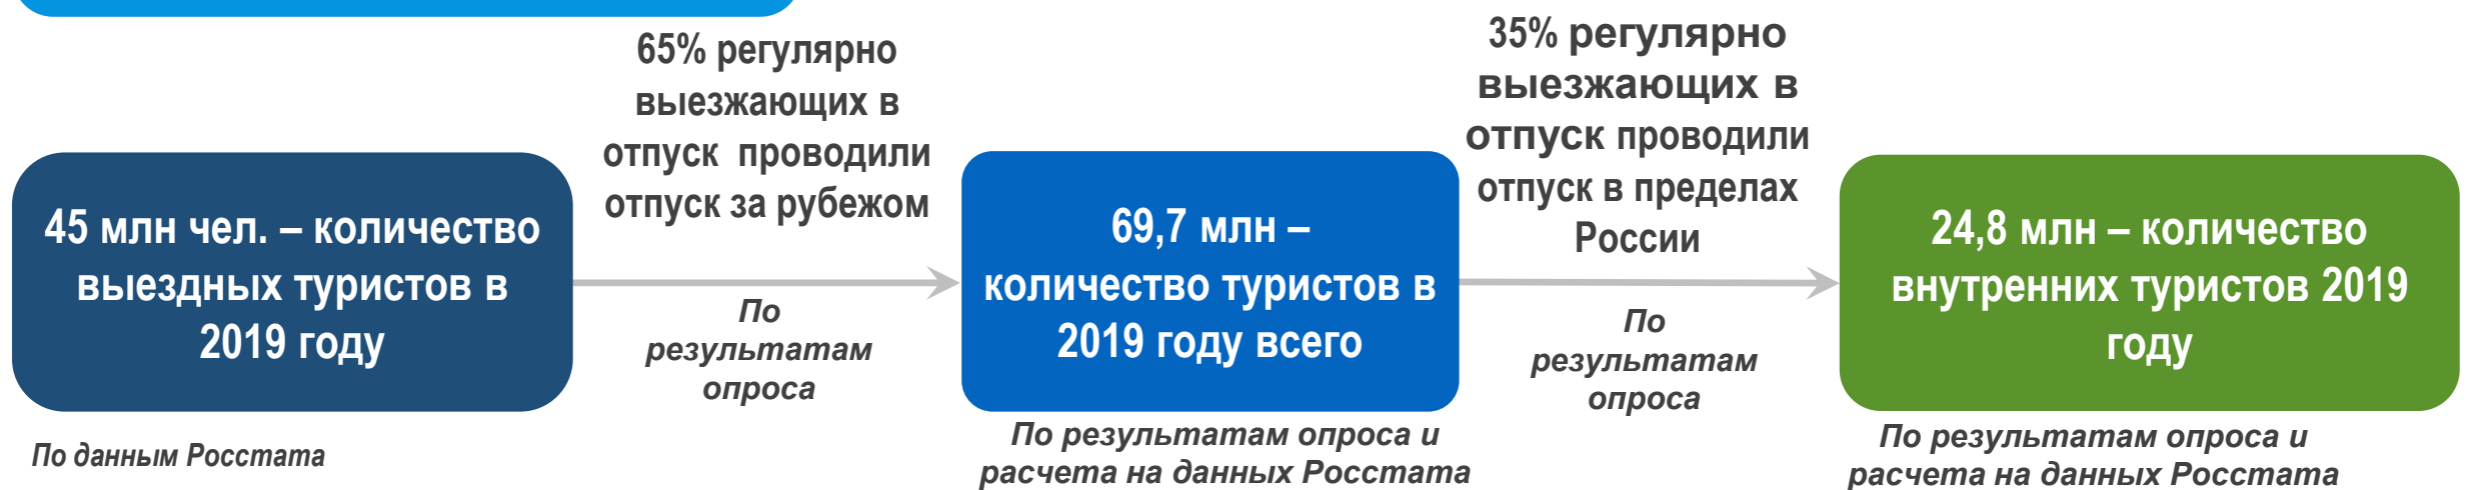 65% регулярно
выезжающих в
отпуск проводили
отпуск за рубежом
35% регулярно
выезжающих в
отпуск проводили
отпуск в пределах
России
45 млн чел. – количество
выездных туристов в
2019 году
69,7 млн –
количество туристов в
2019 году всего
24,8 млн – количество
внутренних туристов 2019
году
По
результатам
опроса
По
результатам
опроса
По данным Росстата
По результатам опроса и
расчета на данных Росстата
По результатам опроса и
расчета на данных Росстата